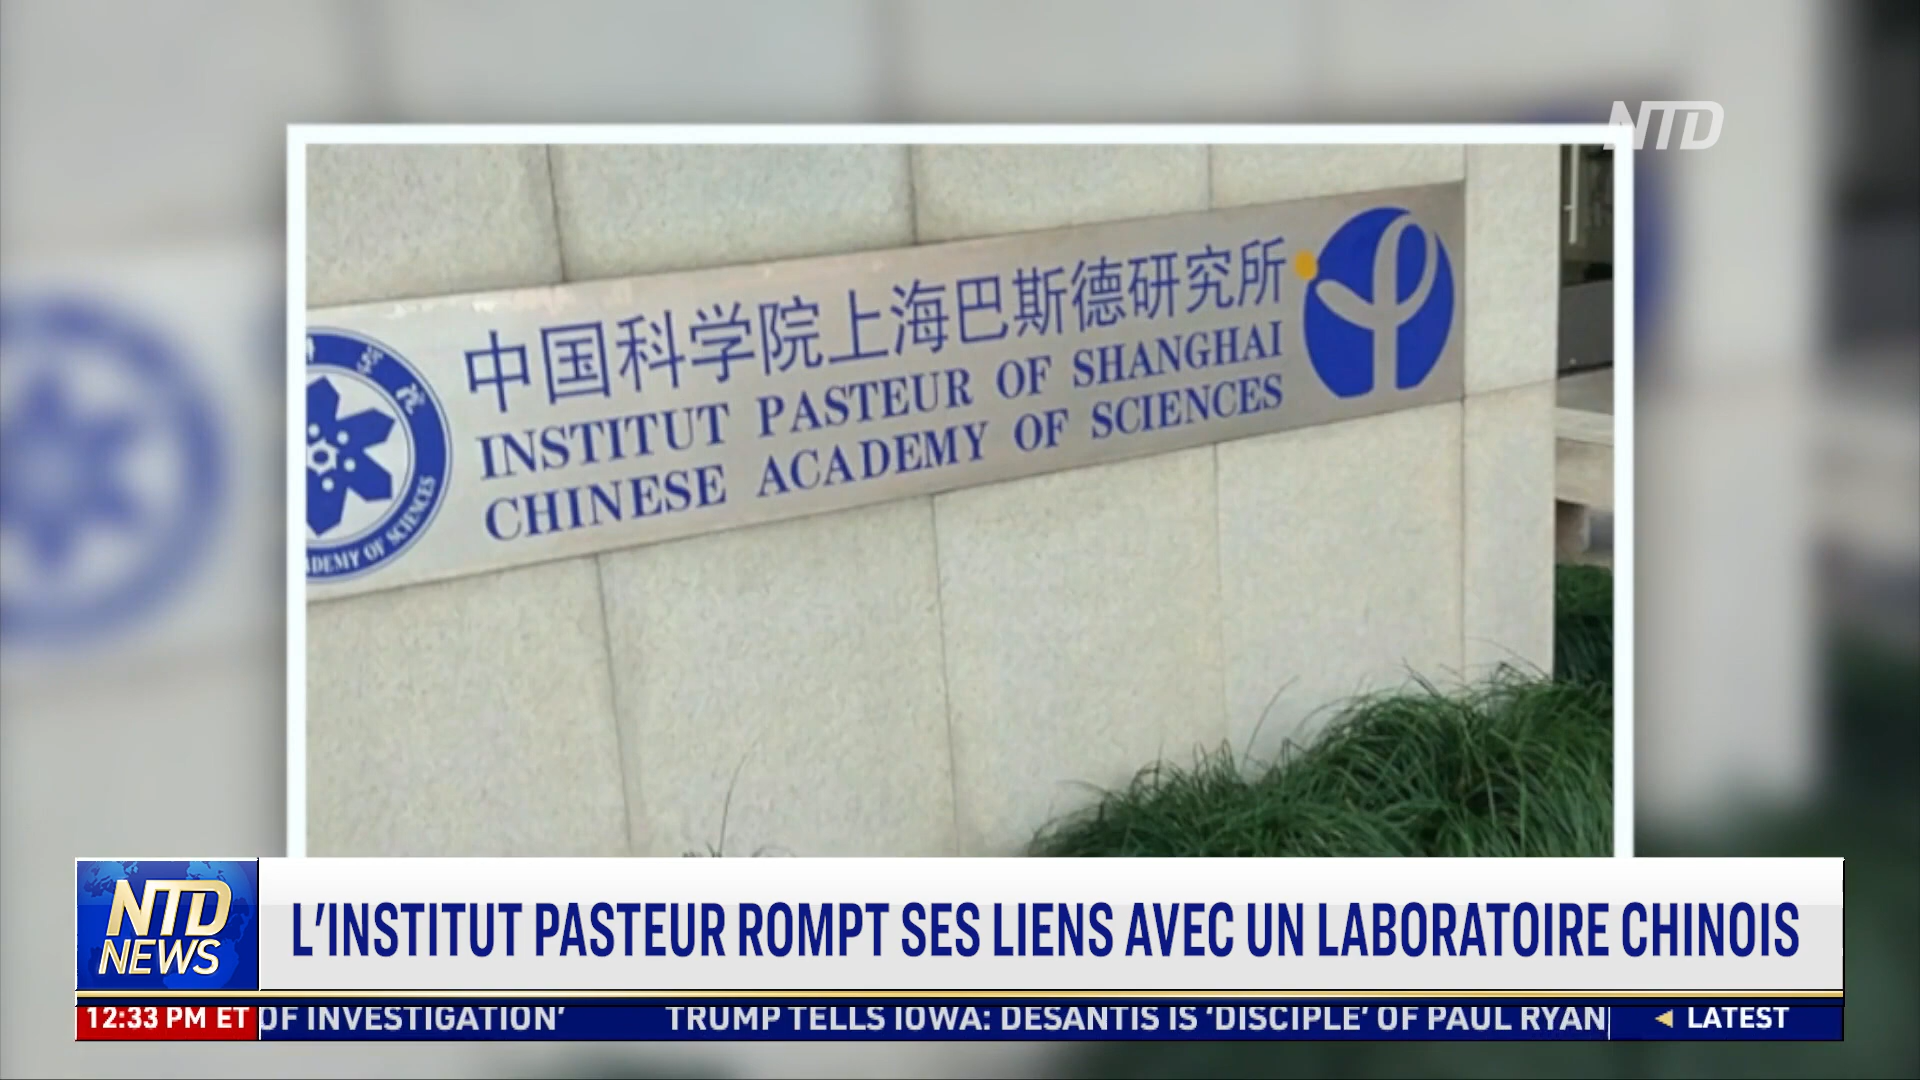 NTD
中国科学院上海巴斯德研究所
INSTITUT PASTEUR OF SHANGHAI
CHINESE ACADEMY OF SCIENCES
ADEMY OF SCIENCES
NTD
NEWS
L'INSTITUT PASTEUR ROMPT SES LIENS AVEC UN LABORATOIRE CHINOIS
12:33 PM ET OF INVESTIGATION' TRUMP TELLS IOWA: DESANTIS IS 'DISCIPLE' OF PAUL RYAN ◄ LATEST